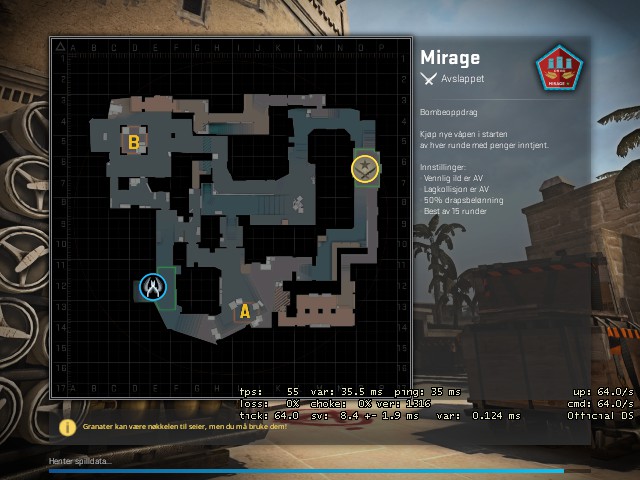 Mirage
Avslappet
Bombeoppdrag
Kjøp nye våpen i starten
av hver runde med penger inntjent.
Innstillinger:
Vennlig ild er AV
Lagkollisjon er AV
50% drapsbelønning
Best av 15 runder
B
A
fps: 55 var: 35.5 ms ping: 35 ms
loss: 0% choke: 0% ver: 1316
tick: 64.0 sv: 8.4 +- 1.9 ms var: 0.124 ms
up: 64.0/s
cmd: 64.0/s
Official DS
Granater kan være nøkkelen til seier, men du må bruke dem!
Henter spilldata...